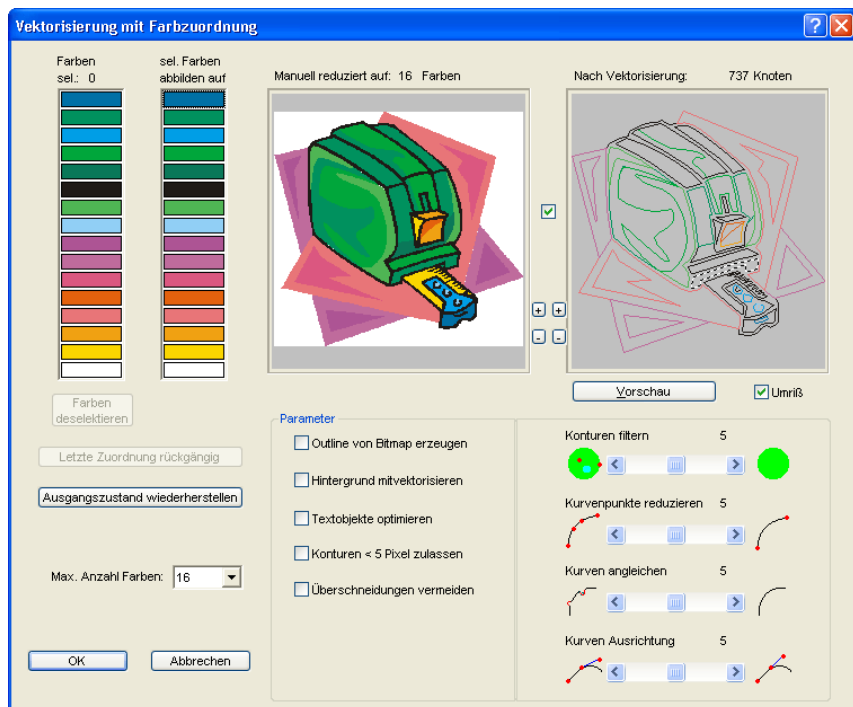 Vektorisierung mit Farbzuordnung
Farben
sel.: 0
sel. Farben
abbilden auf
Manuell reduziert auf: 16 Farben
Nach Vektorisierung: 737 Knoten
+ +
- -
Vorschau
Umriß
Farben
deselektieren
Letzte Zuordnung rückgängig
Ausgangszustand wiederherstellen
Max. Anzahl Farben: 16
OK
Abbrechen
Parameter
Outline von Bitmap erzeugen
Hintergrund mitvektorisieren
Textobjekte optimieren
Konturen < 5 Pixel zulassen
Überschneidungen vermeiden
Konturen filtern 5
Kurvenpunkte reduzieren 5
Kurven angleichen 5
Kurven Ausrichtung 5